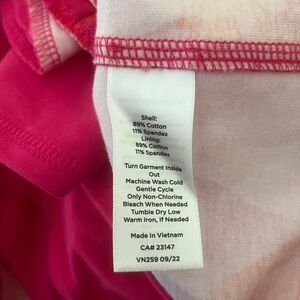 Shell:
89% Cotton
11% Spandex
Lining:
89% Cotton
11% Spandex
Turn Garment Inside
Out
Machine Wash Cold
Gentle Cycle
Only Non-Chlorine
Bleach When Needed
Tumble Dry Low
Warm Iron, If Needed
Made in Vietnam
CA# 23147
VN259 09/22